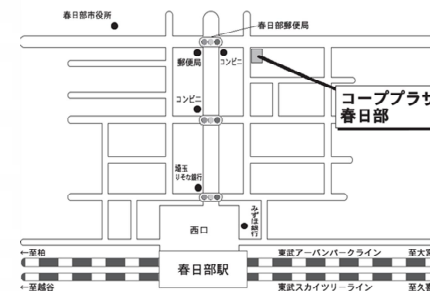 春日部市役所
春日部郵便局
郵便局
コンビニ
コーププラザ
春日部
コンビニ
埼玉
りそな銀行
みずほ銀行
西口
←至柏
東武アーバンパークライン
至大宮
春日部駅
←至越谷
東武スカイツリーライン
至久喜